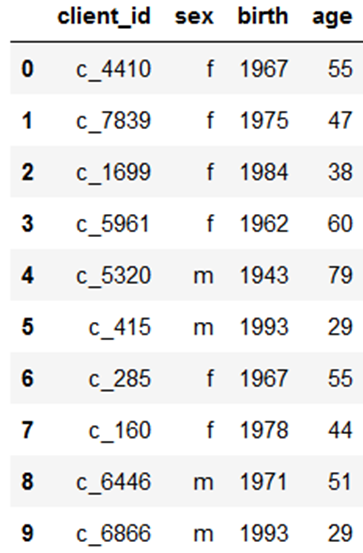 client_id sex birth age
0 c_4410 f 1967 55
1 c_7839 f 1975 47
2 c_1699 f 1984 38
3 c_5961 f 1962 60
4 c_5320 m 1943 79
5 c_415 m 1993 29
6 c_285 f 1967 55
7 c_160 f 1978 44
8 c_6446 m 1971 51
9 c_6866 m 1993 29